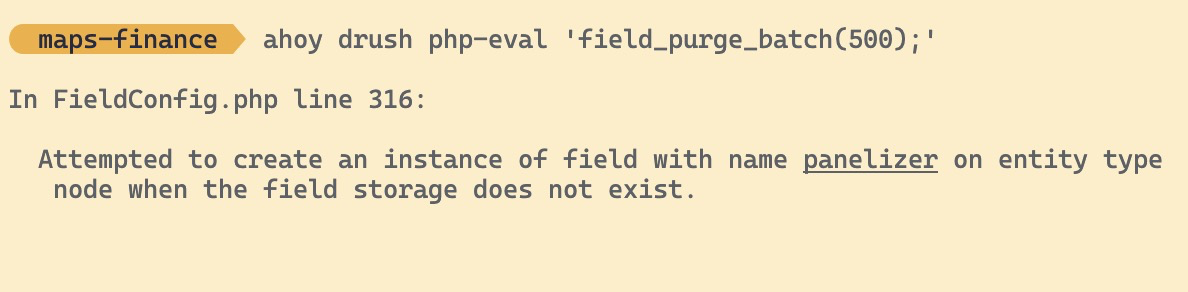 maps-finance ahoy drush php-eval 'field_purge_batch(500);'
In FieldConfig.php line 316:
Attempted to create an instance of field with name panelizer on entity type
node when the field storage does not exist.